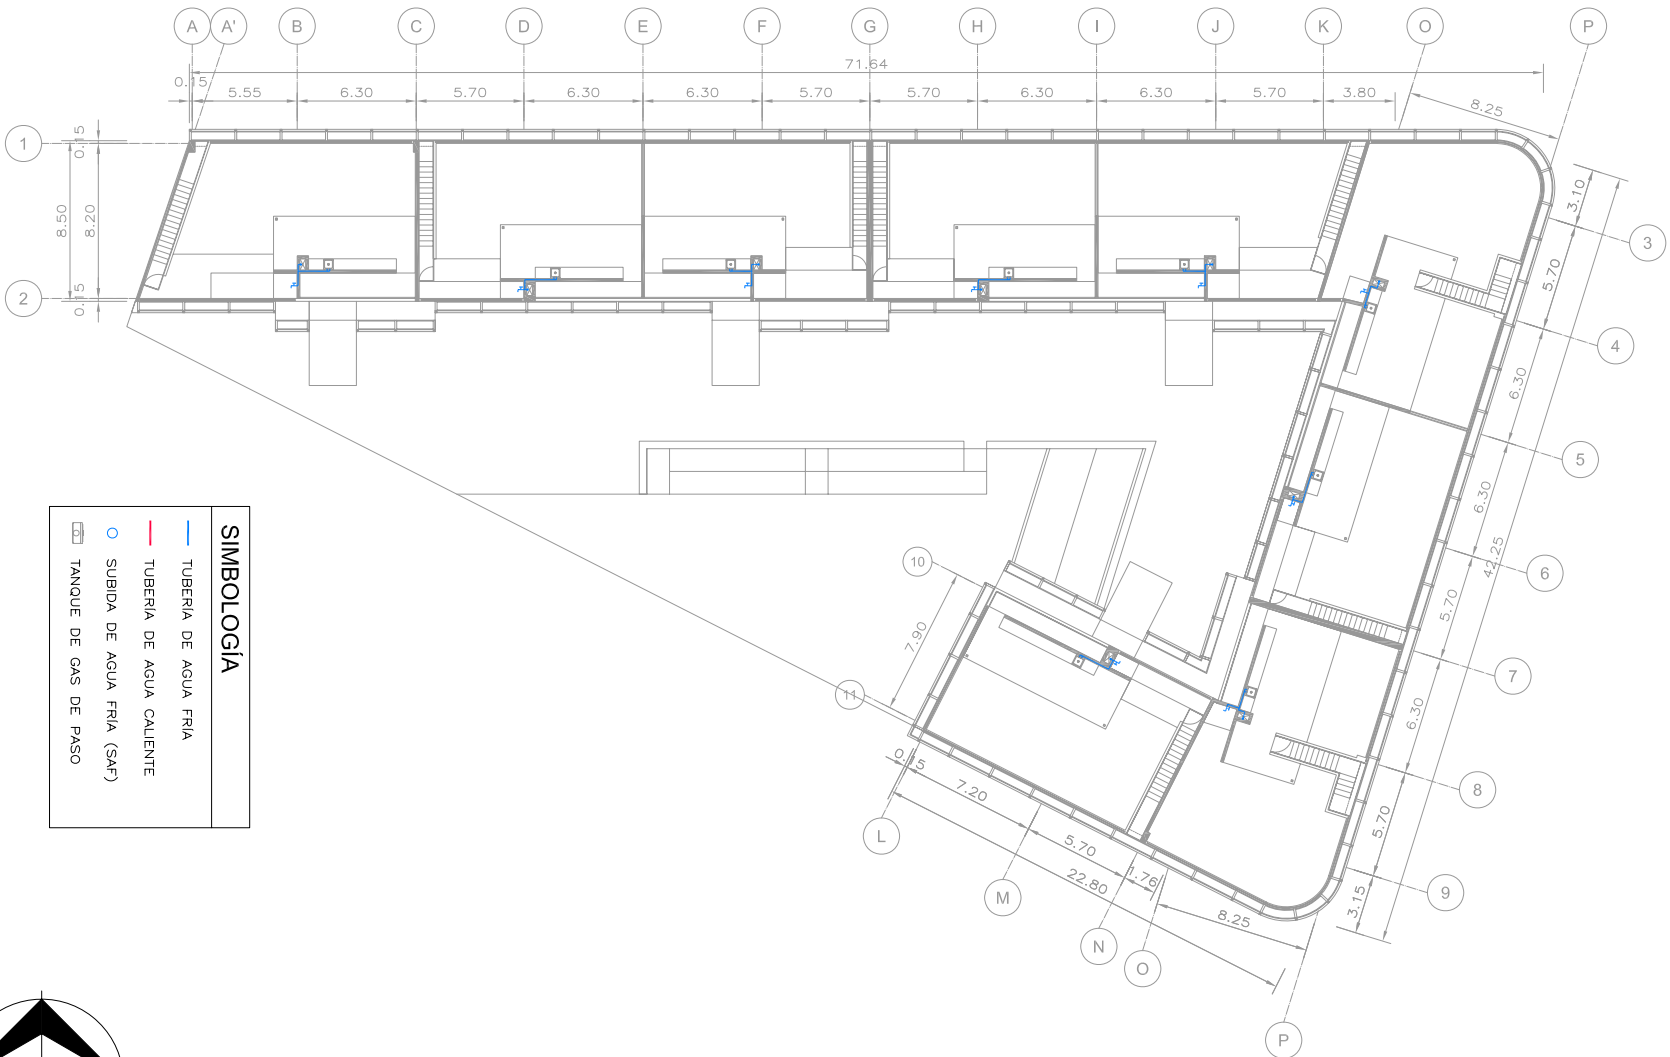 A A' B C D E F G H I J K O P
71.64
0.15
5.55 6.30 5.70 6.30 6.30 5.70 5.70 6.30 6.30 5.70 3.80 8.25
1
0.15
8.50 8.20
2
0.15
3.10
3
5.70
4
6.30
5
6.30
42.25
6
5.70
7
6.30
8
5.70
9
3.15
10
7.90
11
0.15
7.20
5.70
1.76
22.80
8.25
L
M
N
O
P
SIMBOLOGÍA
TUBERÍA DE AGUA FRÍA
TUBERÍA DE AGUA CALIENTE
SUBIDA DE AGUA FRÍA (SAF)
TANQUE DE GAS DE PASO